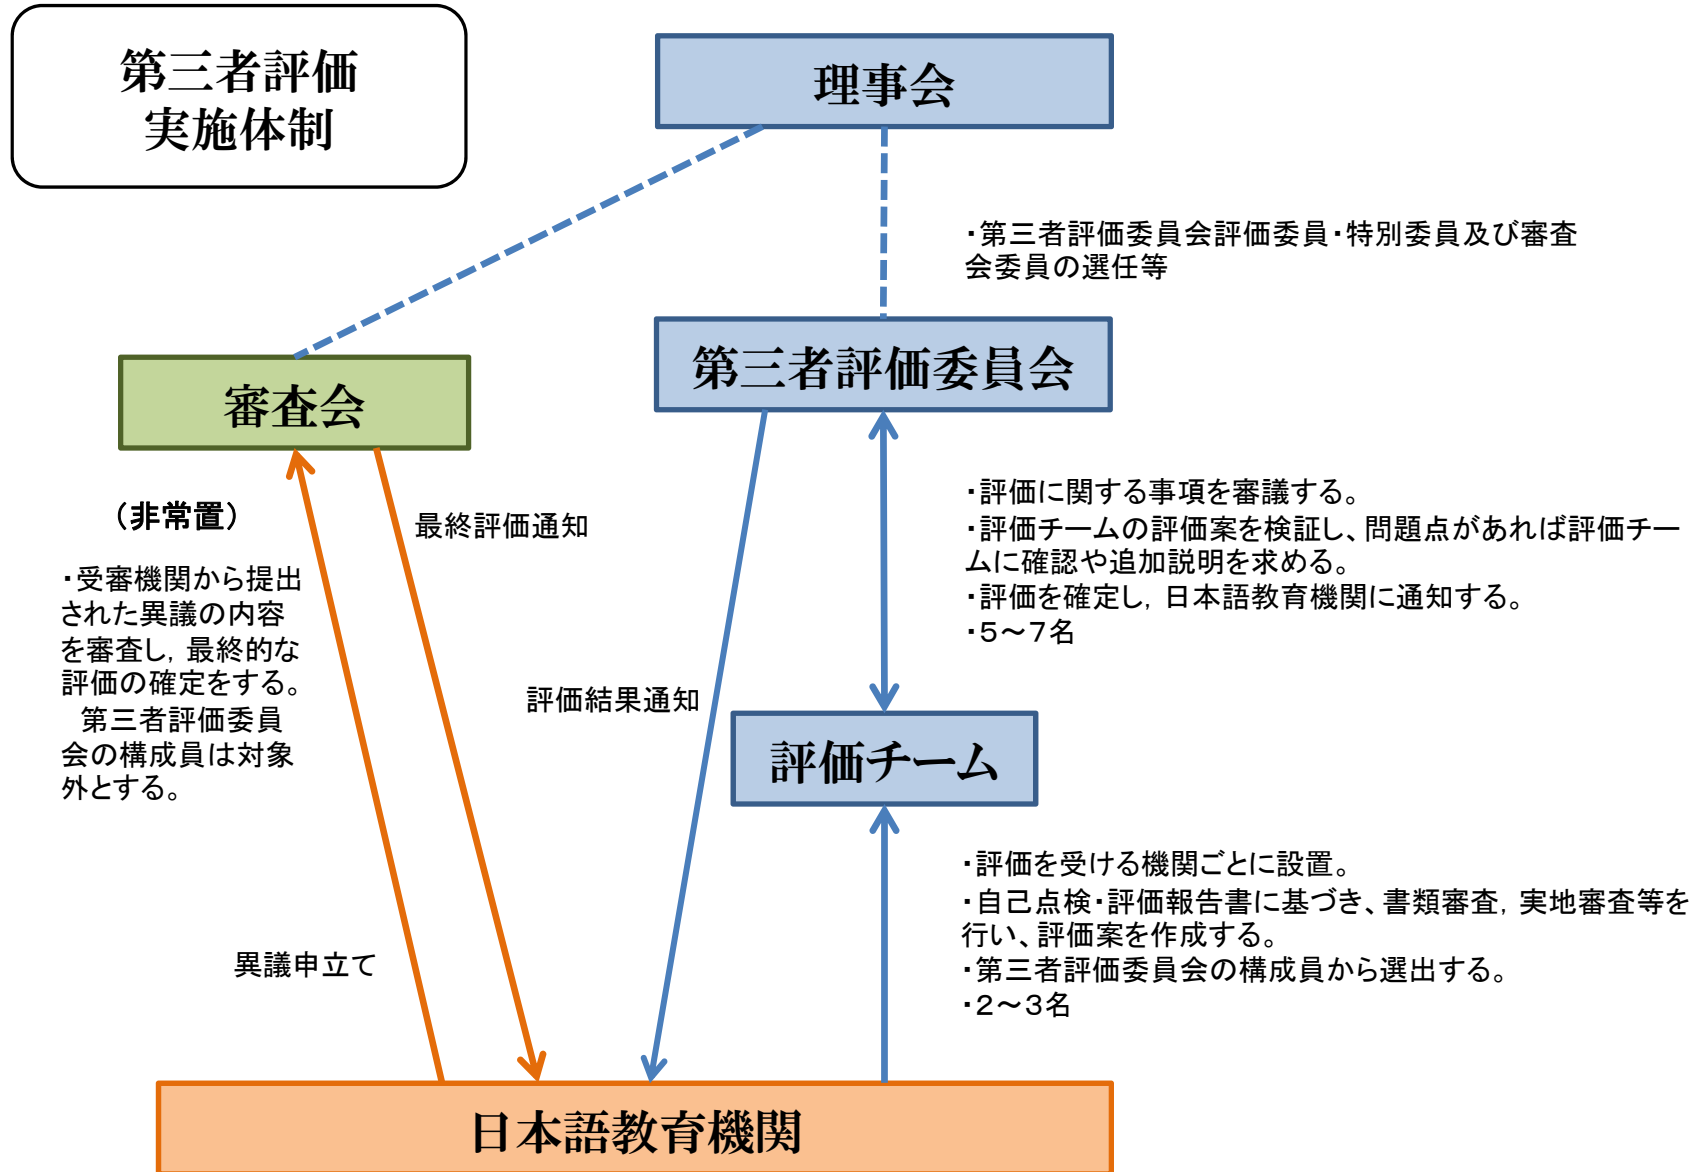 第三者評価
実施体制
理事会
・第三者評価委員会評価委員・特別委員及び審査
会委員の選任等
第三者評価委員会
審査会
(非常置)
最終評価通知
・受審機関から提出
された異議の内容
を審査し, 最終的な
評価の確定をする。
第三者評価委員
会の構成員は対象
外とする。
・評価に関する事項を審議する。
・評価チームの評価案を検証し、問題点があれば評価チー
ムに確認や追加説明を求める。
・評価を確定し, 日本語教育機関に通知する。
・5～7名
評価結果通知
評価チーム
・評価を受ける機関ごとに設置。
・自己点検・評価報告書に基づき、書類審査, 実地審査等を
行い、評価案を作成する。
・第三者評価委員会の構成員から選出する。
・2～3名
異議申立て
日本語教育機関